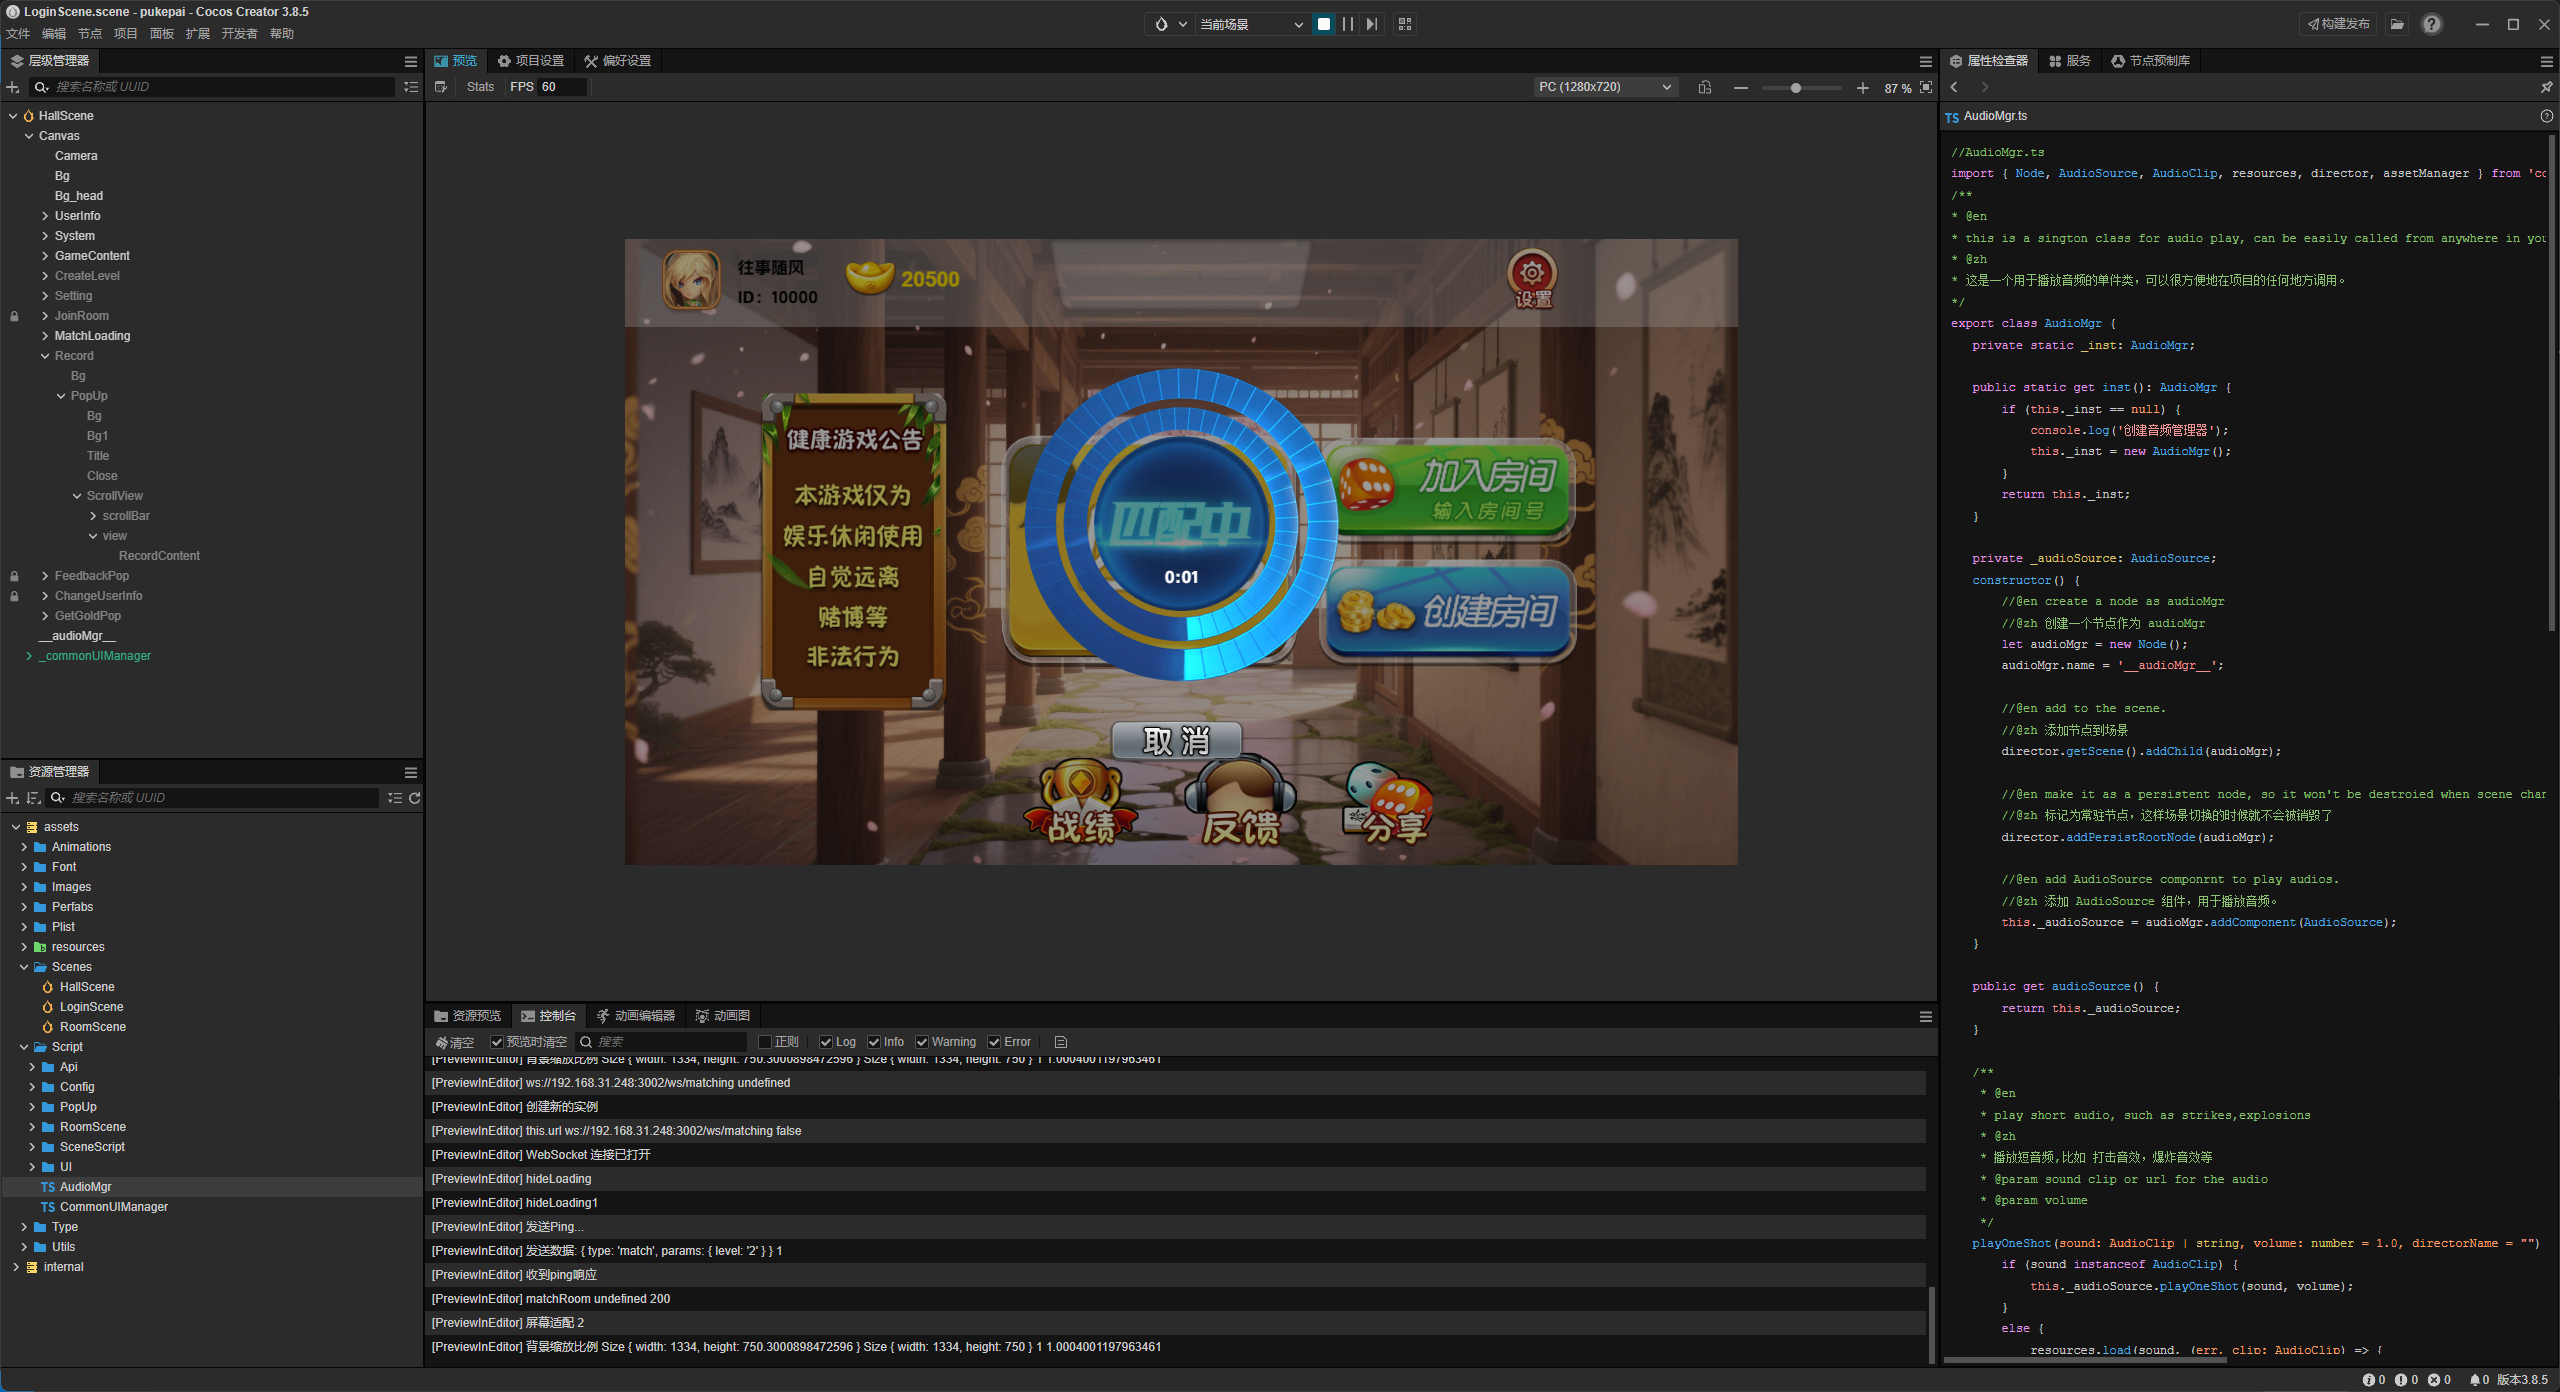 LoginScene.scene - pukepai - Cocos Creator 3.8.5
文件 编辑 节点 项目 面板 扩展 开发者 帮助
当前场景
构建发布
层级管理器
搜索名称或 UUID
HallScene
Canvas
Camera
Bg
Bg_head
UserInfo
System
GameContent
CreateLevel
Setting
JoinRoom
MatchLoading
Record
Bg
PopUp
Bg
Bg1
Title
Close
ScrollView
scrollBar
view
RecordContent
FeedbackPop
ChangeUserInfo
GetGoldPop
__audioMgr__
_commonUIManager
资源管理器
搜索名称或 UUID
assets
Animations
Font
Images
Perfabs
Plist
resources
Scenes
HallScene
LoginScene
RoomScene
Script
Api
Config
PopUp
RoomScene
SceneScript
UI
AudioMgr
CommonUIManager
Type
Utils
internal
预览 项目设置 偏好设置
Stats FPS 60
PC (1280x720)
87 %
往事随风
ID：10000
20500
设置
健康游戏公告
本游戏仅为
娱乐休闲使用
自觉远离
赌博等
非法行为
匹配中
0:01
加入房间
输入房间号
创建房间
取消
战绩
反馈
分享
资源预览 控制台 动画编辑器 动画图
清空 预览时清空 搜索 正则 Log Info Warning Error
[PreviewInEditor] 背景缩放比例 Size { width: 1334, height: 750.3000898472596 } Size { width: 1334, height: 750 } 1 1.0004001197963461
[PreviewInEditor] ws://192.168.31.248:3002/ws/matching undefined
[PreviewInEditor] 创建新的实例
[PreviewInEditor] this.url ws://192.168.31.248:3002/ws/matching false
[PreviewInEditor] WebSocket 连接已打开
[PreviewInEditor] hideLoading
[PreviewInEditor] hideLoading1
[PreviewInEditor] 发送Ping...
[PreviewInEditor] 发送数据: { type: 'match', params: { level: '2' } } 1
[PreviewInEditor] 收到ping响应
[PreviewInEditor] matchRoom undefined 200
[PreviewInEditor] 屏幕适配 2
[PreviewInEditor] 背景缩放比例 Size { width: 1334, height: 750.3000898472596 } Size { width: 1334, height: 750 } 1 1.0004001197963461
属性检查器 服务 节点预制库
TS AudioMgr.ts
//AudioMgr.ts
import { Node, AudioSource, AudioClip, resources, director, assetManager } from 'cc
/**
* @en
* this is a sington class for audio play, can be easily called from anywhere in you
* @zh
* 这是一个用于播放音频的单件类，可以很方便地在项目的任何地方调用。
*/
export class AudioMgr {
private static _inst: AudioMgr;
public static get inst(): AudioMgr {
if (this._inst == null) {
console.log('创建音频管理器');
this._inst = new AudioMgr();
}
return this._inst;
}
private _audioSource: AudioSource;
constructor() {
//@en create a node as audioMgr
//@zh 创建一个节点作为 audioMgr
let audioMgr = new Node();
audioMgr.name = '__audioMgr__';
//@en add to the scene.
//@zh 添加节点到场景
director.getScene().addChild(audioMgr);
//@en make it as a persistent node, so it won't be destroied when scene chan
//@zh 标记为常驻节点，这样场景切换的时候就不会被销毁了
director.addPersistRootNode(audioMgr);
//@en add AudioSource componrnt to play audios.
//@zh 添加 AudioSource 组件，用于播放音频。
this._audioSource = audioMgr.addComponent(AudioSource);
}
public get audioSource() {
return this._audioSource;
}
/**
* @en
* play short audio, such as strikes,explosions
* @zh
* 播放短音频,比如 打击音效，爆炸音效等
* @param sound clip or url for the audio
* @param volume
*/
playOneShot(sound: AudioClip | string, volume: number = 1.0, directorName = "")
if (sound instanceof AudioClip) {
this._audioSource.playOneShot(sound, volume);
}
else {
resources.load(sound, (err, clip: AudioClip) => {
0 0 0 0 版本3.8.5